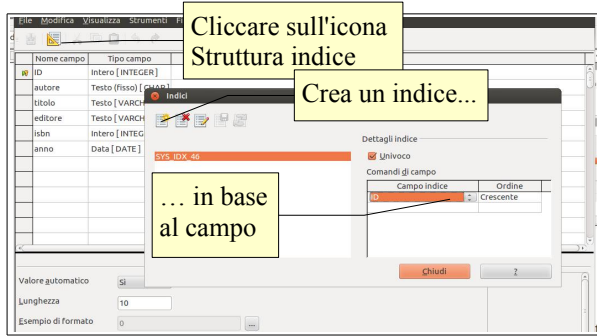 File Modifica Visualizza Strumenti
Cliccare sull'icona
Struttura indice
Nome campo Tipo campo
ID Intero [ INTEGER ]
autore Testo (fisso) [ CHAR ]
titolo Testo [ VARCH
editore Testo [ VARCH
isbn Intero [ INTEG
anno Data [ DATE ]
Indici
Crea un indice...
SYS_IDX_46
Dettagli indice
Univoco
Comandi di campo
Campo indice Ordine
ID Crescente
… in base
al campo
Chiudi ?
Valore automatico Sì
Lunghezza 10
Esempio di formato 0 ...